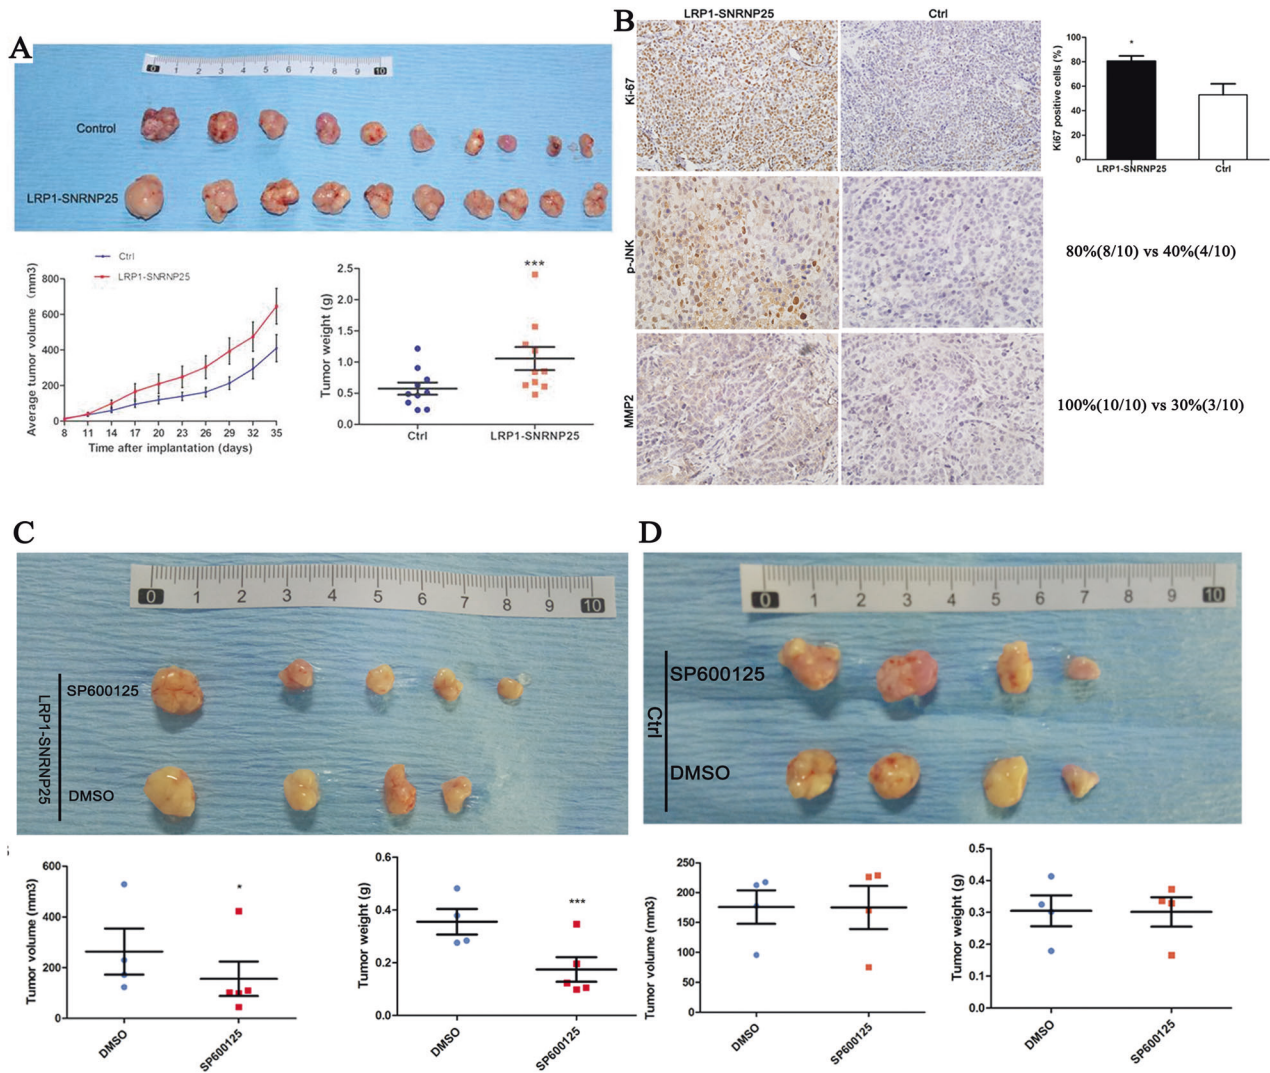 A
0 1 2 3 4 5 6 7 8 9 10
Control
LRP1-SNRNP25
Ctrl
LRP1-SNRNP25
Average tumor volume (mm3)
800
600
400
200
0
8 11 14 17 20 23 26 29 32 35
Time after implantation (days)
***
Tumor weight (g)
2.5
2.0
1.5
1.0
0.5
0.0
Ctrl LRP1-SNRNP25
B
LRP1-SNRNP25 Ctrl
Ki-67
p-JNK
MMP2
*
Ki67 positive cells (%)
100
80
60
40
20
0
LRP1-SNRNP25 Ctrl
80%(8/10) vs 40%(4/10)
100%(10/10) vs 30%(3/10)
C
0 1 2 3 4 5 6 7 8 9 10
LRP1-SNRNP25
SP600125
DMSO
Tumor volume (mm3)
600
400
200
0
*
DMSO SP600125
Tumor weight (g)
0.6
0.4
0.2
0.0
***
DMSO SP600125
D
0 1 2 3 4 5 6 7 8 9 10
Ctrl
SP600125
DMSO
Tumor volume (mm3)
250
200
150
100
50
0
DMSO SP600125
Tumor weight (g)
0.5
0.4
0.3
0.2
0.1
0.0
DMSO SP600125